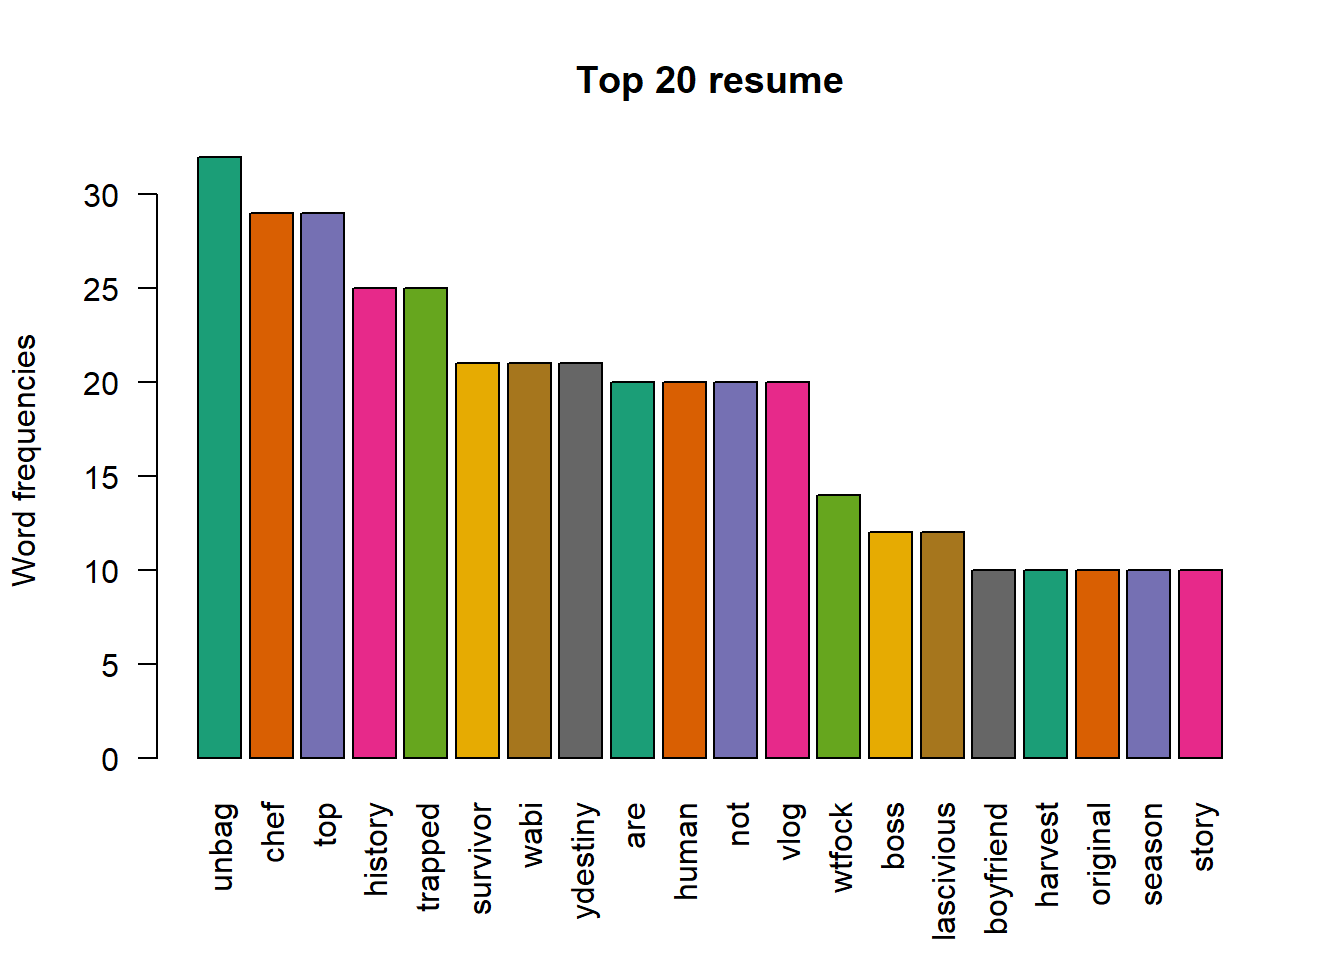 Top 20 resume
Word frequencies
30
25
20
15
10
5
0
unbag
chef
top
history
trapped
survivor
wabi
ydestiny
are
human
not
vlog
wtfock
boss
lascivious
boyfriend
harvest
original
season
story